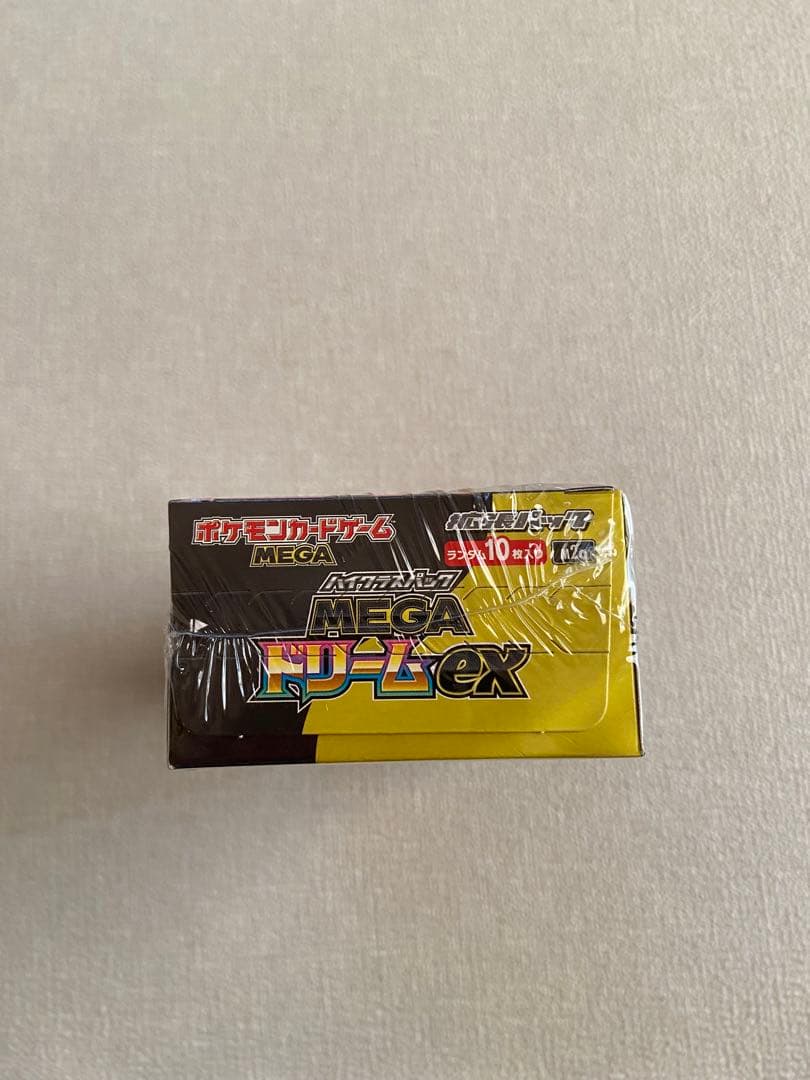 ポケモンカードゲーム
MEGA
拡張パック
ランダム10枚入り
ハイクラスパック
MEGA
ドリームex